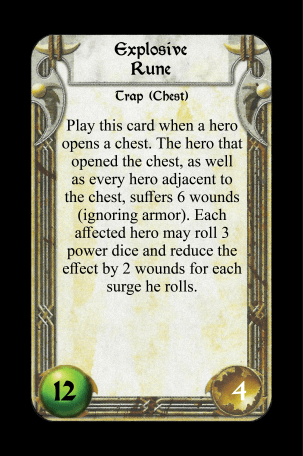 Explosive
Rune
Trap (Chest)
Play this card when a hero
opens a chest. The hero that
opened the chest, as well
as every hero adjacent to
the chest, suffers 6 wounds
(ignoring armor). Each
affected hero may roll 3
power dice and reduce the
effect by 2 wounds for each
surge he rolls.
12
4